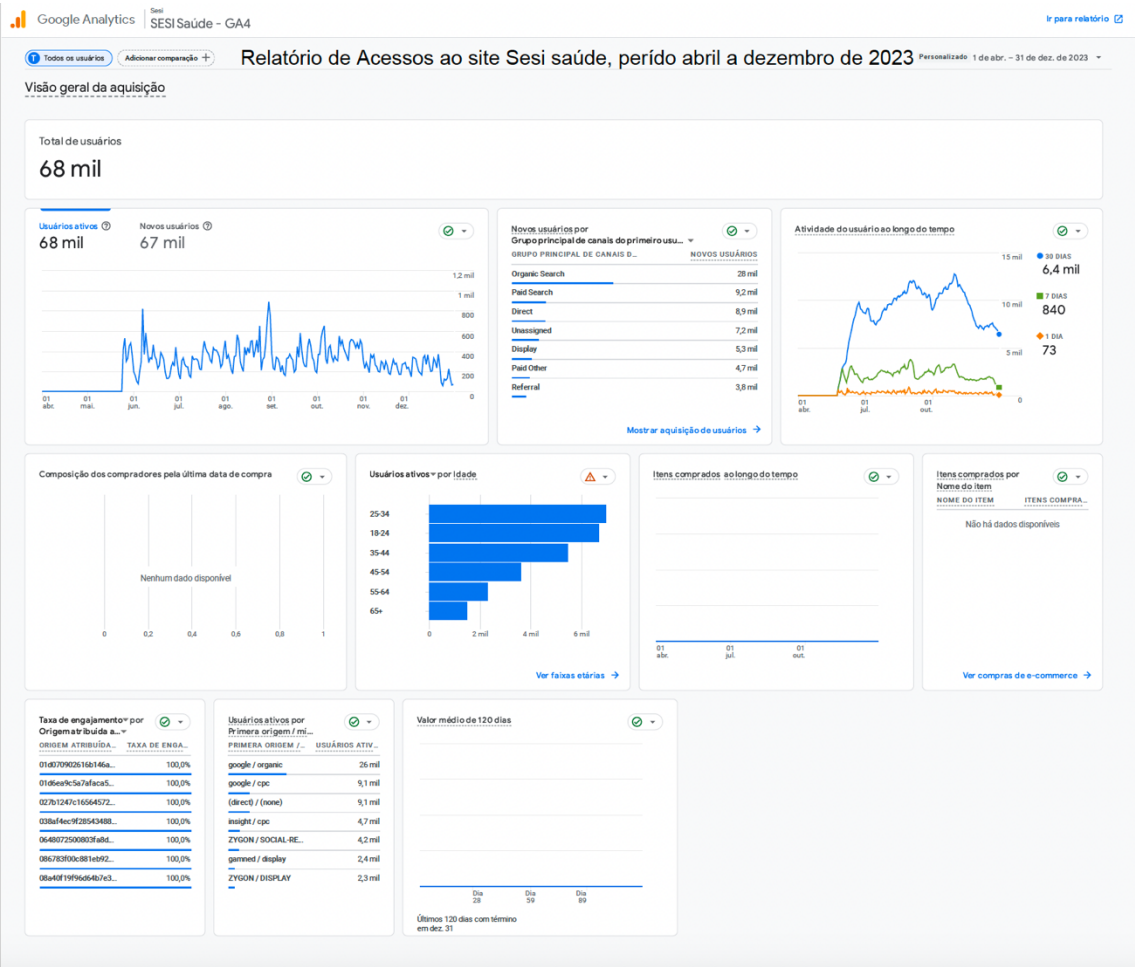 Google Analytics
Sesi
SESI Saúde - GA4
Ir para relatório
T Todos os usuários
Adicionar comparação
Relatório de Acessos ao site Sesi saúde, perído abril a dezembro de 2023
Personalizado 1 de abr. – 31 de dez. de 2023
Visão geral da aquisição
Total de usuários
68 mil
Usuários ativos
68 mil
Novos usuários
67 mil
1,2 mil
1 mil
800
600
400
200
0
01 abr.
01 mai.
01 jun.
01 jul.
01 ago.
01 set.
01 out.
01 nov.
01 dez.
Novos usuários por
Grupo principal de canais do primeiro usu...
GRUPO PRINCIPAL DE CANAIS D... NOVOS USUÁRIOS
Organic Search 28 mil
Paid Search 9,2 mil
Direct 8,9 mil
Unassigned 7,2 mil
Display 5,3 mil
Paid Other 4,7 mil
Referral 3,8 mil
Mostrar aquisição de usuários
Atividade do usuário ao longo do tempo
15 mil
10 mil
5 mil
0
01 abr.
01 jul.
01 out.
30 DIAS
6,4 mil
7 DIAS
840
1 DIA
73
Composição dos compradores pela última data de compra
Nenhum dado disponível
0 0,2 0,4 0,6 0,8 1
Usuários ativos por Idade
25-34
18-24
35-44
45-54
55-64
65+
0 2 mil 4 mil 6 mil
Ver faixas etárias
Itens comprados ao longo do tempo
01 abr.
01 jul.
01 out.
Itens comprados por
Nome do item
NOME DO ITEM ITENS COMPRA...
Não há dados disponíveis
Ver compras de e-commerce
Taxa de engajamento por
Origem atribuída a...
ORIGEM ATRIBUÍDA... TAXA DE ENGA...
01d070902616b146a... 100,0%
01d6ea9c5a7afaca5... 100,0%
027b1247c16564572... 100,0%
038af4ec9f28543488... 100,0%
0648072500803fa8d... 100,0%
086783f00c881eb92... 100,0%
08a40f19f96d64b7e3... 100,0%
Usuários ativos por
Primera origem / mí...
PRIMERA ORIGEM /... USUÁRIOS ATIV...
google / organic 26 mil
google / cpc 9,1 mil
(direct) / (none) 9,1 mil
insight / cpc 4,7 mil
ZYGON / SOCIAL-RE... 4,2 mil
gamned / display 2,4 mil
ZYGON / DISPLAY 2,3 mil
Valor médio de 120 dias
Dia 28
Dia 59
Dia 89
Últimos 120 dias com término
em dez. 31